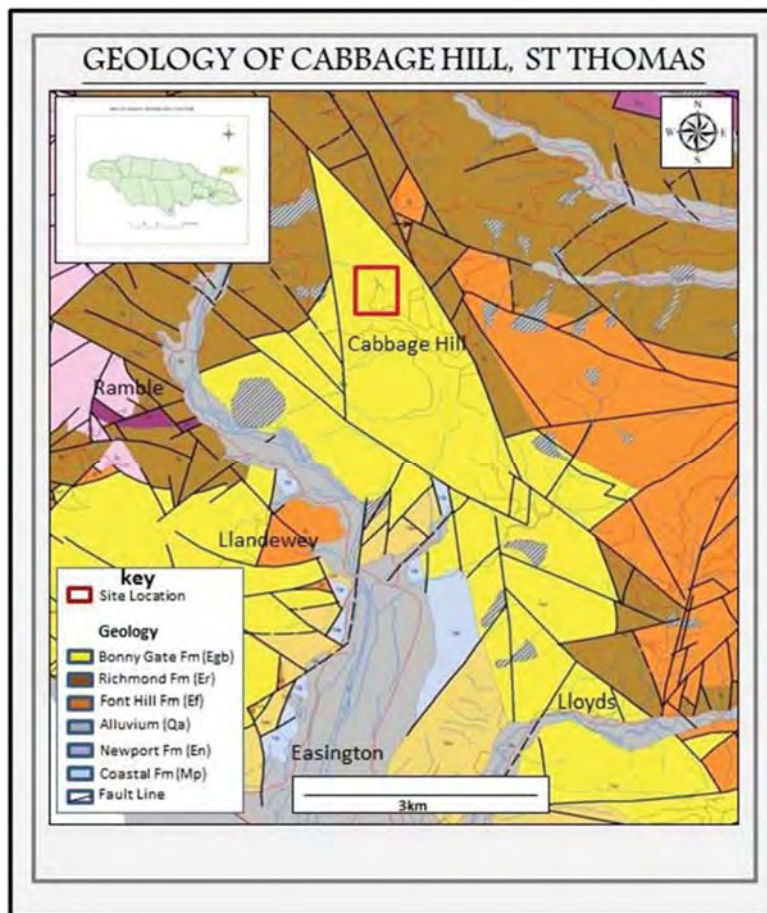 GEOLOGY OF CABBAGE HILL, ST THOMAS
N
W E
S
Cabbage Hill
Ramble
Llandewey
key
Site Location
Geology
Bonny Gate Fm (Egb)
Richmond Fm (Er)
Font Hill Fm (Ef)
Alluvium (Qa)
Newport Fm (En)
Coastal Fm (Mp)
Fault Line
Lloyds
Easington
3km